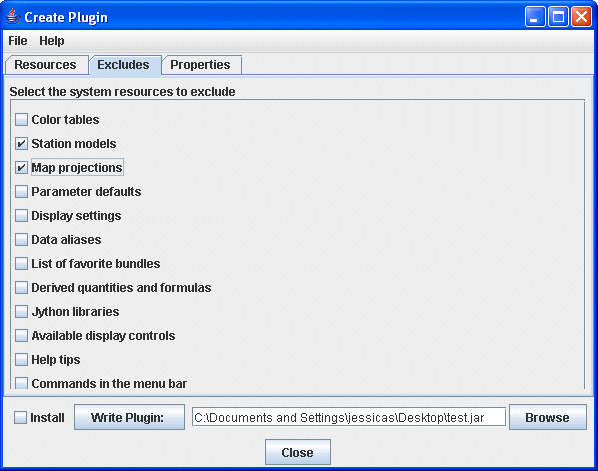 Create Plugin
File Help
Resources Excludes Properties
Select the system resources to exclude
Color tables
Station models
Map projections
Parameter defaults
Display settings
Data aliases
List of favorite bundles
Derived quantities and formulas
Jython libraries
Available display controls
Help tips
Commands in the menu bar
Install Write Plugin: C:\Documents and Settings\jessicas\Desktop\test.jar Browse
Close